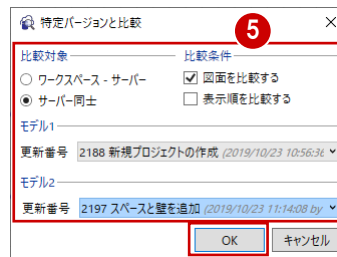 特定バージョンと比較
5
比較対象
比較条件
ワークスペース - サーバー
図面を比較する
サーバー同士
表示順を比較する
モデル1
更新番号 2188 新規プロジェクトの作成 (2019/10/23 10:56:3
モデル2
更新番号 2197 スペースと壁を追加 (2019/10/23 11:14:08 by
OK
キャンセル